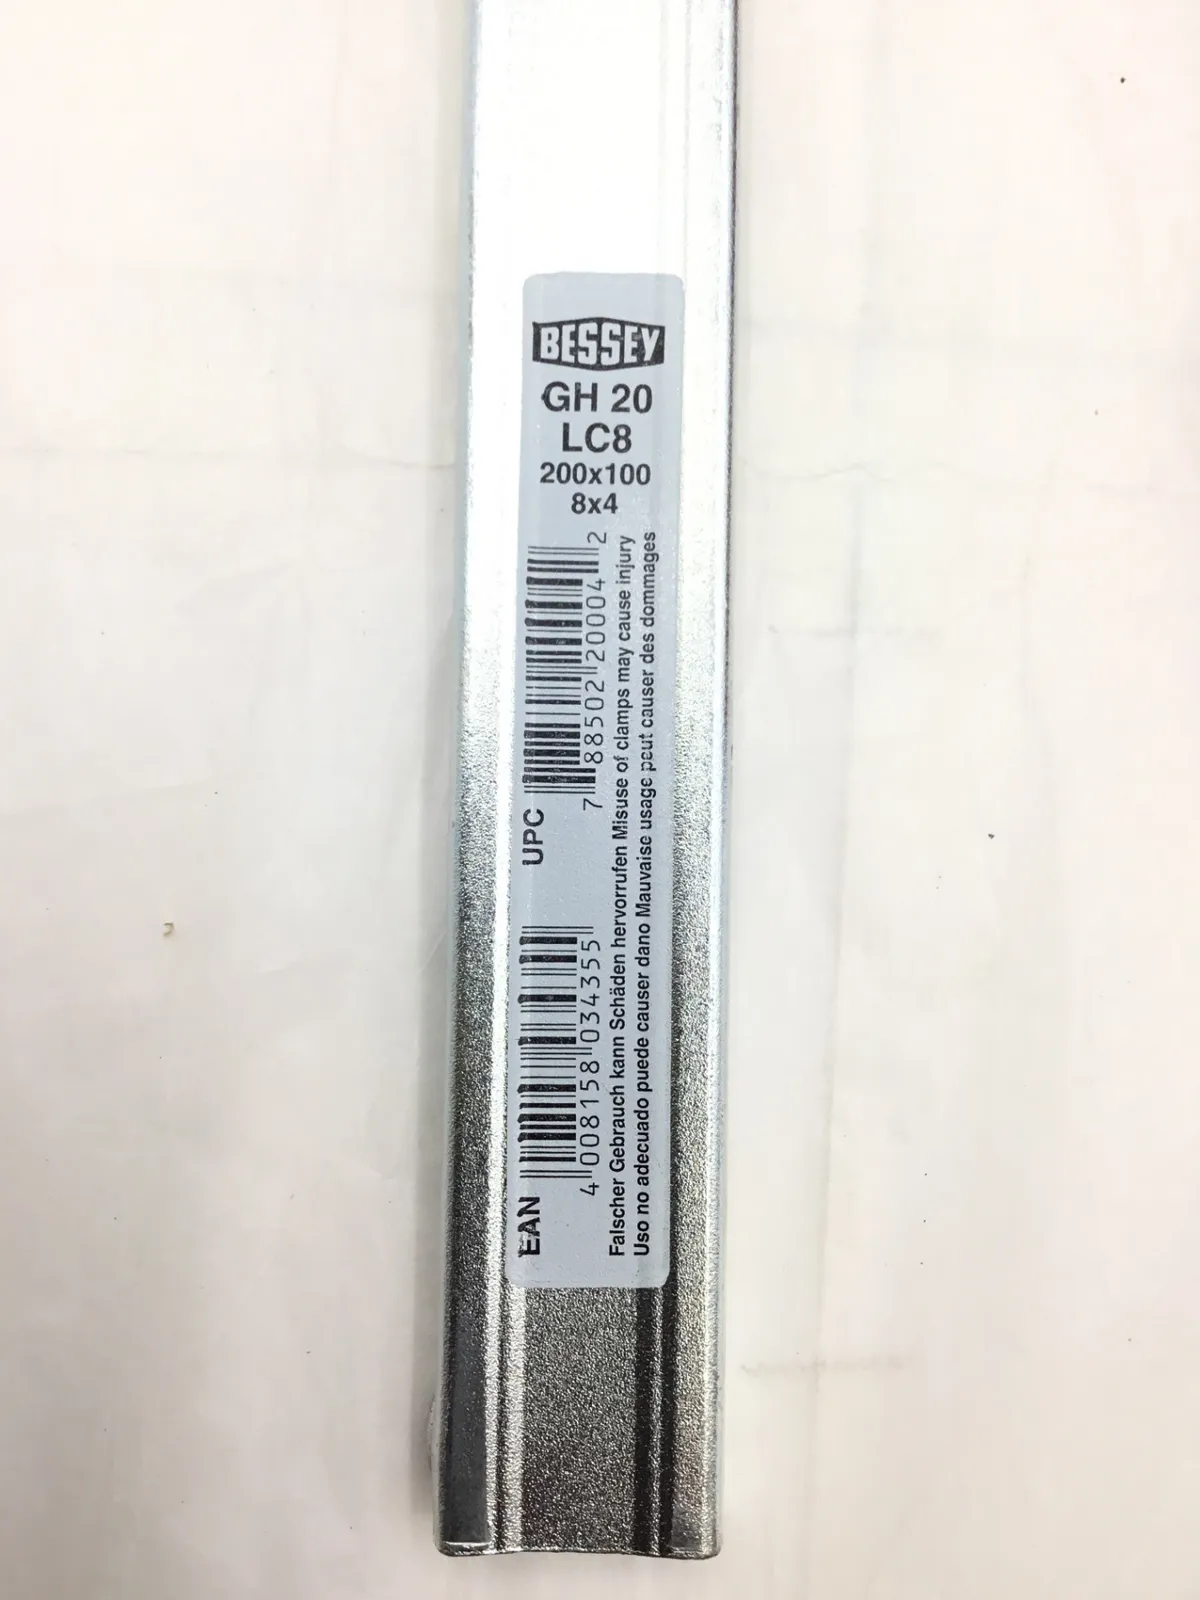 BESSEY
GH 20
LC8
200x100
8x4
UPC
7 88502 20004 2
EAN
4 008158 034355
Falscher Gebrauch kann Schäden hervorrufen Misuse of clamps may cause injury
Uso no adecuado puede causer dano Mauvaise usage peut causer des dommages